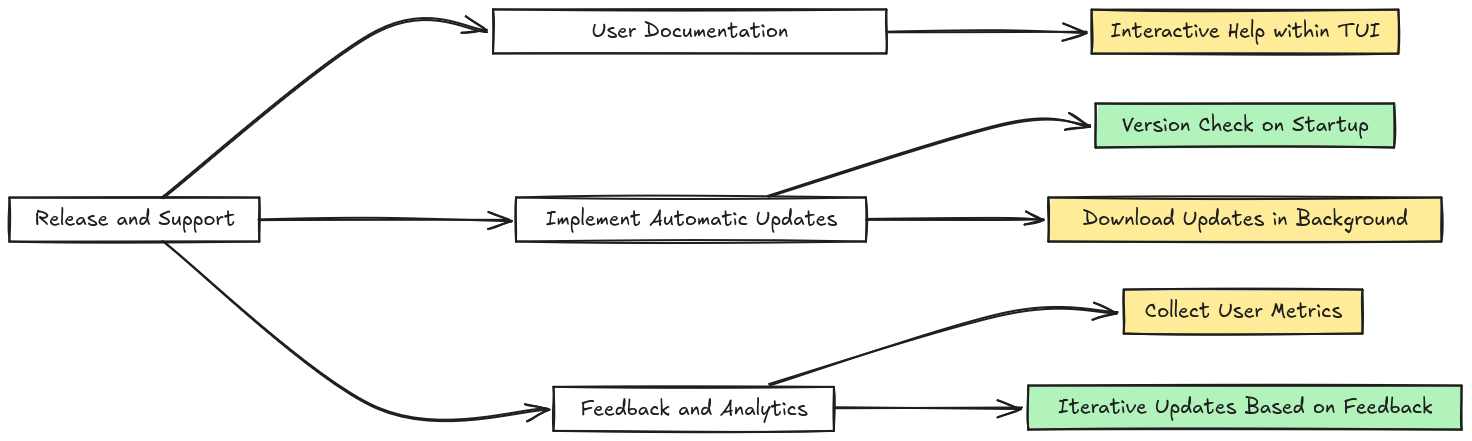 User Documentation
Interactive Help within TUI
Version Check on Startup
Release and Support
Implement Automatic Updates
Download Updates in Background
Collect User Metrics
Feedback and Analytics
Iterative Updates Based on Feedback